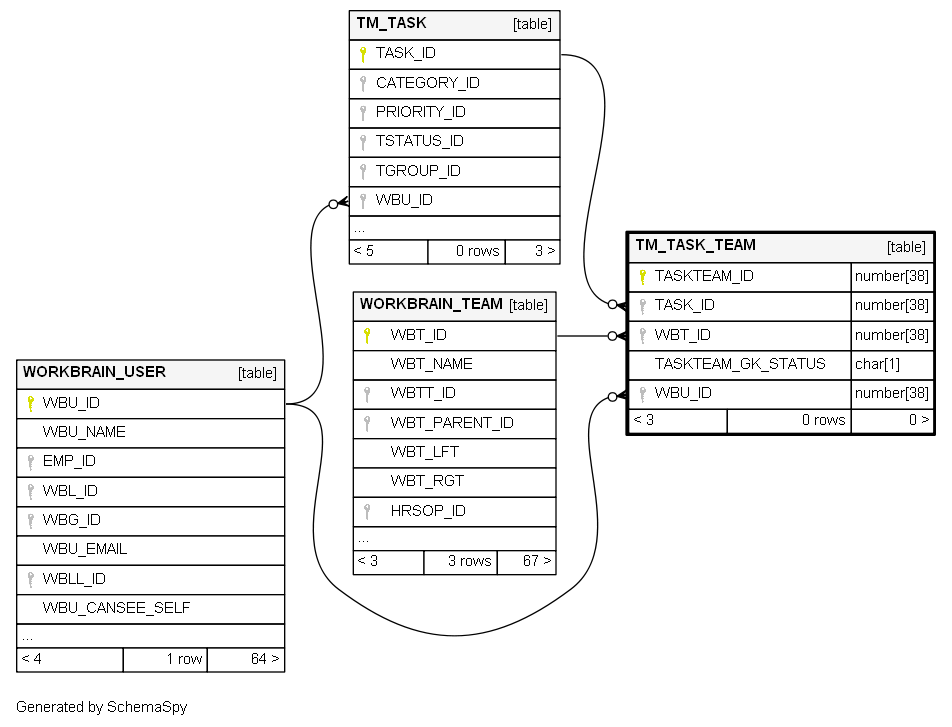 TM_TASK [table]
TASK_ID
CATEGORY_ID
PRIORITY_ID
TSTATUS_ID
TGROUP_ID
WBU_ID
...
< 5 0 rows 3 >
TM_TASK_TEAM [table]
TASKTEAM_ID number[38]
TASK_ID number[38]
WBT_ID number[38]
TASKTEAM_GK_STATUS char[1]
WBU_ID number[38]
< 3 0 rows 0 >
WORKBRAIN_TEAM [table]
WBT_ID
WBT_NAME
WBTT_ID
WBT_PARENT_ID
WBT_LFT
WBT_RGT
HRSOP_ID
...
< 3 3 rows 67 >
WORKBRAIN_USER [table]
WBU_ID
WBU_NAME
EMP_ID
WBL_ID
WBG_ID
WBU_EMAIL
WBLL_ID
WBU_CANSEE_SELF
...
< 4 1 row 64 >
Generated by SchemaSpy